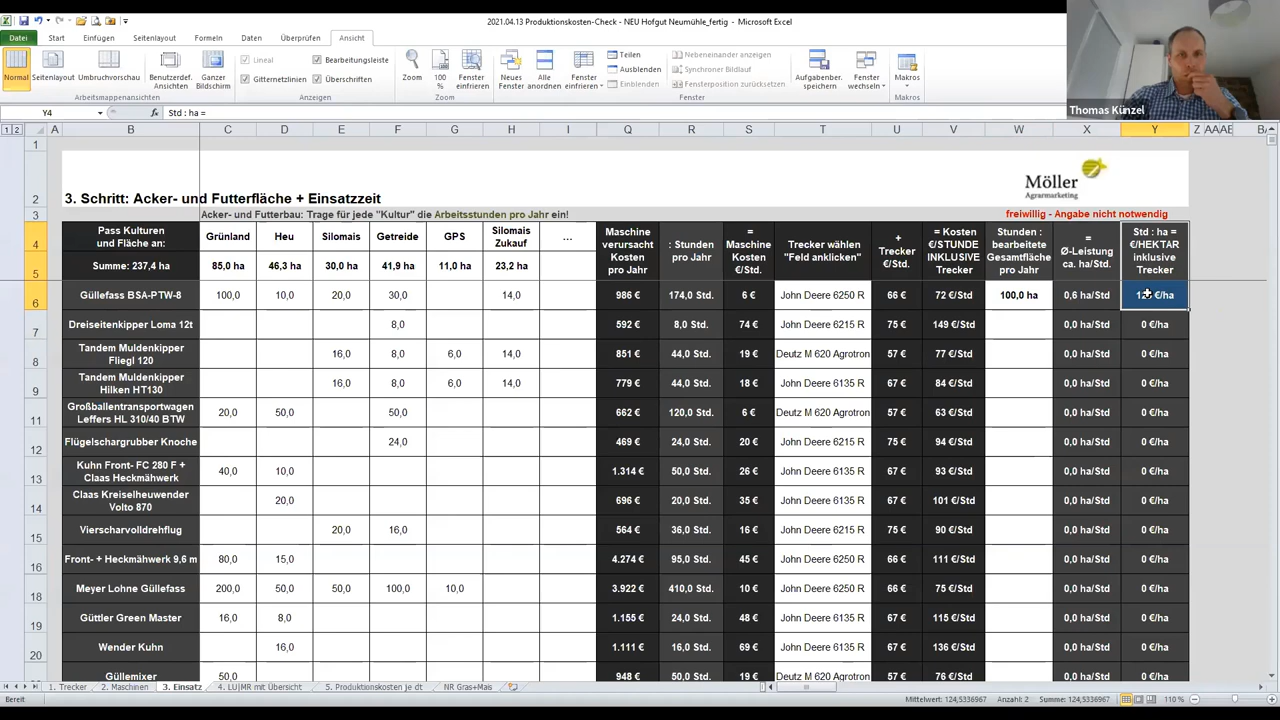 2021.04.13 Produktionskosten-Check - NEU Hofgut Neumühle_fertig - Microsoft Excel
Datei Start Einfügen Seitenlayout Formeln Daten Überprüfen Ansicht
Normal Seitenlayout Umbruchvorschau Benutzerdef. Ansichten Ganzer Bildschirm
Arbeitsmappenansichten
Lineal Bearbeitungsleiste
Gitternetzlinien Überschriften
Anzeigen
Zoom 100 % Fenster einfrieren
Zoom
Neues Fenster Alle anordnen Fenster einfrieren
Teilen Nebeneinander anzeigen
Ausblenden Synchroner Bildlauf
Einblenden Fensterposition zurücksetzen
Fenster
Aufgabenber. speichern Fenster wechseln Makros
Makros
Thomas Künzel
Y4 fx Std : ha =
1 2 A B C D E F G H I Q R S T U V W X Y Z
1
2 3. Schritt: Acker- und Futterfläche + Einsatzzeit Möller Agrarmarketing
3 Acker- und Futterbau: Trage für jede "Kultur" die Arbeitsstunden pro Jahr ein! freiwillig - Angabe nicht notwendig
4 Pass Kulturen und Fläche an: Grünland Heu Silomais Getreide GPS Silomais Zukauf ... Maschine verursacht Kosten pro Jahr : Stunden pro Jahr = Maschine Kosten €/Std. Trecker wählen "Feld anklicken" + Trecker €/Std. = Kosten €/STUNDE INKLUSIVE Trecker Stunden : bearbeitete Gesamtfläche pro Jahr = Ø-Leistung ca. ha/Std. Std : ha = €/HEKTAR inklusive Trecker
5 Summe: 237,4 ha 85,0 ha 46,3 ha 30,0 ha 41,9 ha 11,0 ha 23,2 ha
6 Güllefass BSA-PTW-8 100,0 10,0 20,0 30,0 14,0 986 € 174,0 Std. 6 € John Deere 6250 R 66 € 72 €/Std 100,0 ha 0,6 ha/Std €/ha
7 Dreiseitenkipper Loma 12t 8,0 592 € 8,0 Std. 74 € John Deere 6215 R 75 € 149 €/Std 0,0 ha/Std 0 €/ha
8 Tandem Muldenkipper Fliegl 120 16,0 8,0 6,0 14,0 851 € 44,0 Std. 19 € Deutz M 620 Agrotron 57 € 77 €/Std 0,0 ha/Std 0 €/ha
9 Tandem Muldenkipper Hilken HT130 16,0 8,0 6,0 14,0 779 € 44,0 Std. 18 € John Deere 6135 R 67 € 84 €/Std 0,0 ha/Std 0 €/ha
11 Großballentransportwagen Leffers HL 310/40 BTW 20,0 50,0 50,0 662 € 120,0 Std. 6 € Deutz M 620 Agrotron 57 € 63 €/Std 0,0 ha/Std 0 €/ha
12 Flügelschargrubber Knoche 24,0 469 € 24,0 Std. 20 € John Deere 6215 R 75 € 94 €/Std 0,0 ha/Std 0 €/ha
13 Kuhn Front- FC 280 F + Claas Heckmähwerk 40,0 10,0 1.314 € 50,0 Std. 26 € John Deere 6135 R 67 € 93 €/Std 0,0 ha/Std 0 €/ha
14 Claas Kreiselheuwender Volto 870 20,0 696 € 20,0 Std. 35 € John Deere 6135 R 67 € 101 €/Std 0,0 ha/Std 0 €/ha
15 Vierscharvolldrehflug 20,0 16,0 564 € 36,0 Std. 16 € John Deere 6215 R 75 € 90 €/Std 0,0 ha/Std 0 €/ha
16 Front- + Heckmähwerk 9,6 m 80,0 15,0 4.274 € 95,0 Std. 45 € John Deere 6250 R 66 € 111 €/Std 0,0 ha/Std 0 €/ha
18 Meyer Lohne Güllefass 200,0 50,0 50,0 100,0 10,0 3.922 € 410,0 Std. 10 € John Deere 6250 R 66 € 75 €/Std 0,0 ha/Std 0 €/ha
19 Güttler Green Master 16,0 8,0 1.155 € 24,0 Std. 48 € John Deere 6135 R 67 € 115 €/Std 0,0 ha/Std 0 €/ha
20 Wender Kuhn 16,0 1.111 € 16,0 Std. 69 € John Deere 6135 R 67 € 136 €/Std 0,0 ha/Std 0 €/ha
Güllemixer 50,0 948 € 50,0 Std. 19 € John Deere 6135 R 67 € 76 €/Std 0,0 ha/Std 0 €/ha
1. Trecker 2. Maschinen 3. Einsatz 4. LU|MR mit Übersicht 5. Produktionskosten je dt NR Gras+Mais
Bereit Mittelwert: 124,5336967 Anzahl: 2 Summe: 124,5336967 110 %